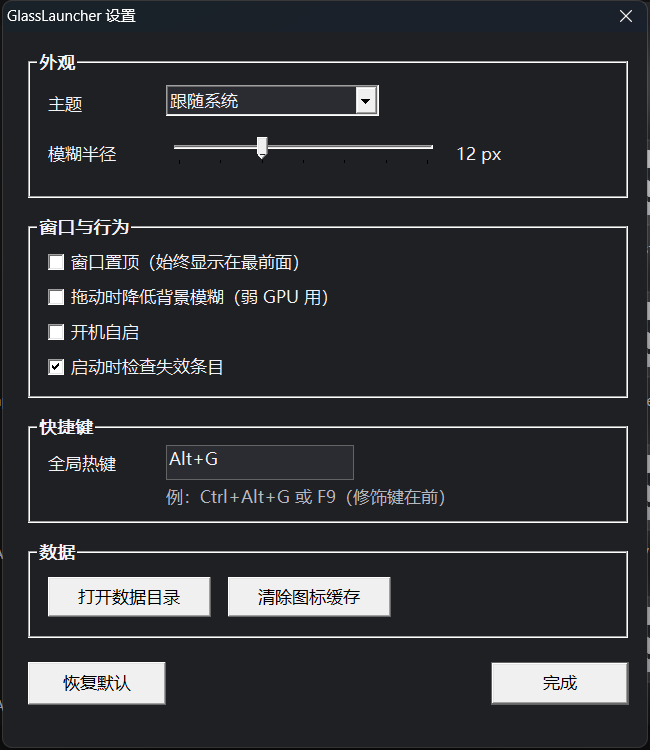 GlassLauncher 设置
外观
主题 跟随系统
模糊半径 12 px
窗口与行为
窗口置顶（始终显示在最前面）
拖动时降低背景模糊（弱 GPU 用）
开机自启
启动时检查失效条目
快捷键
全局热键 Alt+G
例：Ctrl+Alt+G 或 F9（修饰键在前）
数据
打开数据目录 清除图标缓存
恢复默认 完成